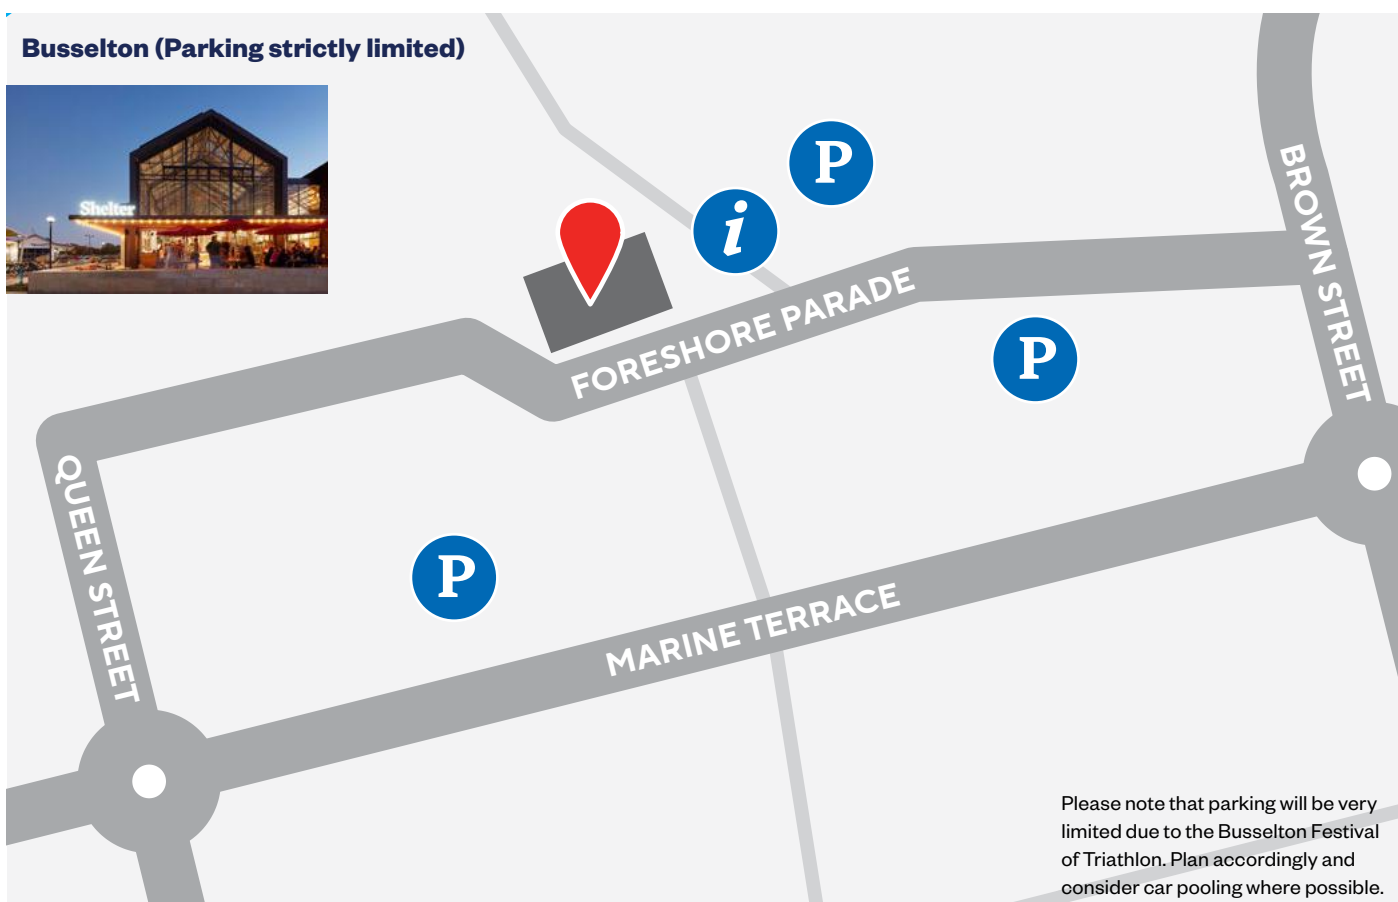 Busselton (Parking strictly limited)
Shelter
P
i
BROWN STREET
FORESHORE PARADE
P
QUEEN STREET
P
MARINE TERRACE
Please note that parking will be very
limited due to the Busselton Festival
of Triathlon. Plan accordingly and
consider car pooling where possible.